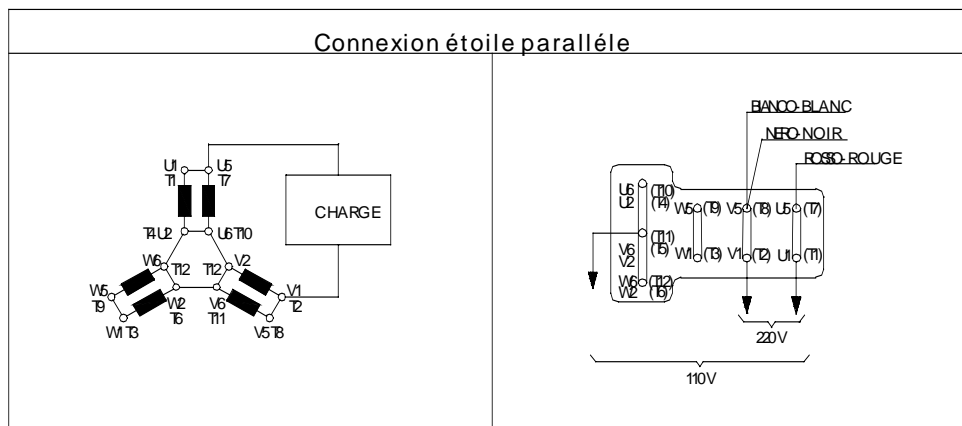 Connexion étoile paralléle
U1 U5
T1 T7
CHARGE
T4 U2 U6 T10
W6 T12 T12 V2
W5
T9
W2
T6
V6
T11
V1
T2
W1 T3
V5 T8
BIANCO-BLANC
NERO-NOIR
ROSSO-ROUGE
U6 (T10)
U2 (T4)
W5 (T9)
V5 (T8)
U5 (T7)
(T11)
(T5)
V6
V2
W1 (T3)
V1 (T2)
U1 (T1)
W6 (T12)
W2 (T6)
220V
110V